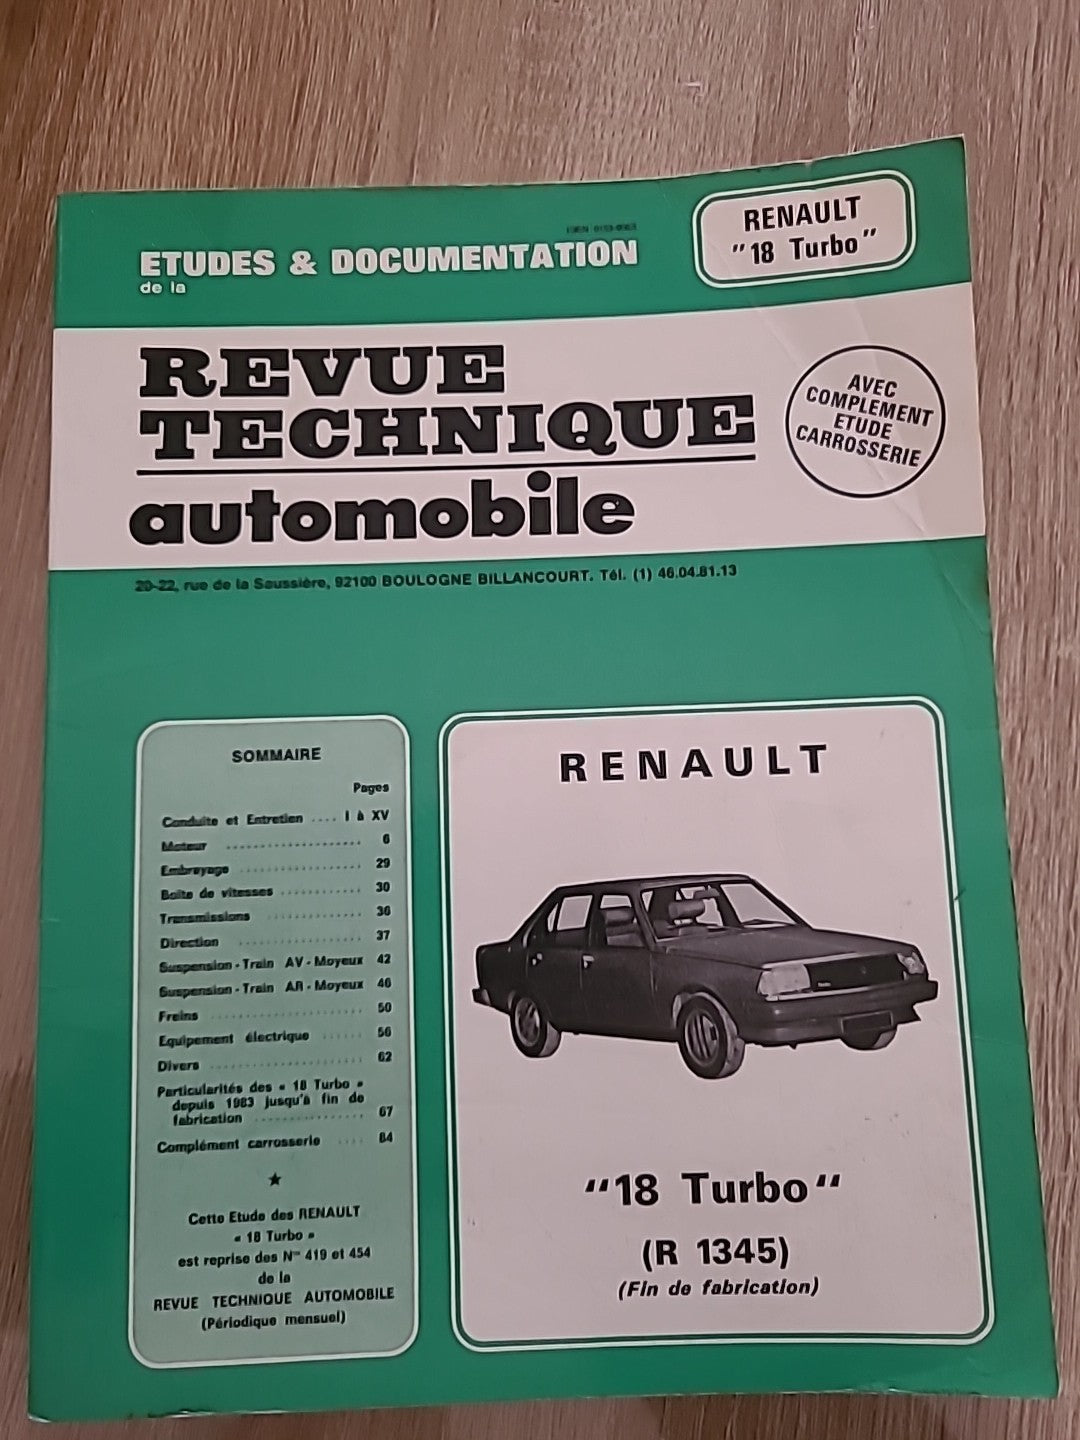 RENAULT
"18 Turbo"
ETUDES & DOCUMENTATION
de la
REVUE
TECHNIQUE
automobile
AVEC
COMPLEMENT
ETUDE
CARROSSERIE
20-22, rue de la Saussière, 92100 BOULOGNE BILLANCOURT. Tél. (1) 46.04.81.13
SOMMAIRE
Pages
Conduite et Entretien .... I à XV
Moteur .................... 6
Embrayage .................. 29
Boîte de vitesses ............ 30
Transmissions .............. 36
Direction .................. 37
Suspension - Train AV - Moyeux 42
Suspension - Train AR - Moyeux 46
Freins ...................... 50
Equipement électrique ...... 56
Divers ...................... 62
Particularités des « 18 Turbo »
depuis 1983 jusqu'à fin de
fabrication ................ 67
Complément carrosserie .... 84
Cette Etude des RENAULT
« 18 Turbo »
est reprise des Nos 419 et 454
de la
REVUE TECHNIQUE AUTOMOBILE
(Périodique mensuel)
RENAULT
"18 Turbo"
(R 1345)
(Fin de fabrication)